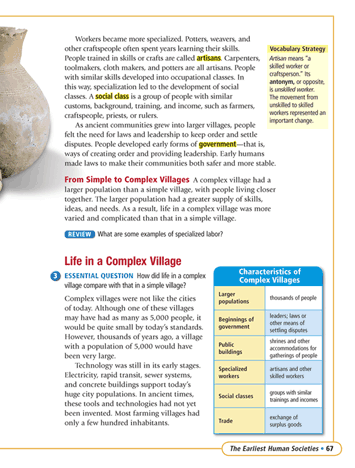 Workers became more specialized. Potters, weavers, and
other craftspeople often spent years learning their skills.
People trained in skills or crafts are called artisans. Carpenters,
toolmakers, cloth makers, and potters are all artisans. People
with similar skills developed into occupational classes. In
this way, specialization led to the development of social
classes. A social class is a group of people with similar
customs, background, training, and income, such as farmers,
craftspeople, priests, or rulers.
As ancient communities grew into larger villages, people
felt the need for laws and leadership to keep order and settle
disputes. People developed early forms of government—that is,
ways of creating order and providing leadership. Early humans
made laws to make their communities both safer and more stable.
From Simple to Complex Villages A complex village had a
larger population than a simple village, with people living closer
together. The larger population had a greater supply of skills,
ideas, and needs. As a result, life in a complex village was more
varied and complicated than that in a simple village.
REVIEW What are some examples of specialized labor?
Vocabulary Strategy
Artisan means "a
skilled worker or
craftsperson." Its
antonym, or opposite,
is unskilled worker.
The movement from
unskilled to skilled
workers represented an
important change.
Life in a Complex Village
3 ESSENTIAL QUESTION How did life in a complex
village compare with that in a simple village?
Complex villages were not like the cities
of today. Although one of these villages
may have had as many as 5,000 people, it
would be quite small by today's standards.
However, thousands of years ago, a village
with a population of 5,000 would have
been very large.
Technology was still in its early stages.
Electricity, rapid transit, sewer systems,
and concrete buildings support today's
huge city populations. In ancient times,
these tools and technologies had not yet
been invented. Most farming villages had
only a few hundred inhabitants.
Characteristics of
Complex Villages
Larger
populations
thousands of people
Beginnings of
government
leaders; laws or
other means of
settling disputes
Public
buildings
shrines and other
accommodations for
gatherings of people
Specialized
workers
artisans and other
skilled workers
Social classes
groups with similar
trainings and incomes
Trade
exchange of
surplus goods
The Earliest Human Societies • 67